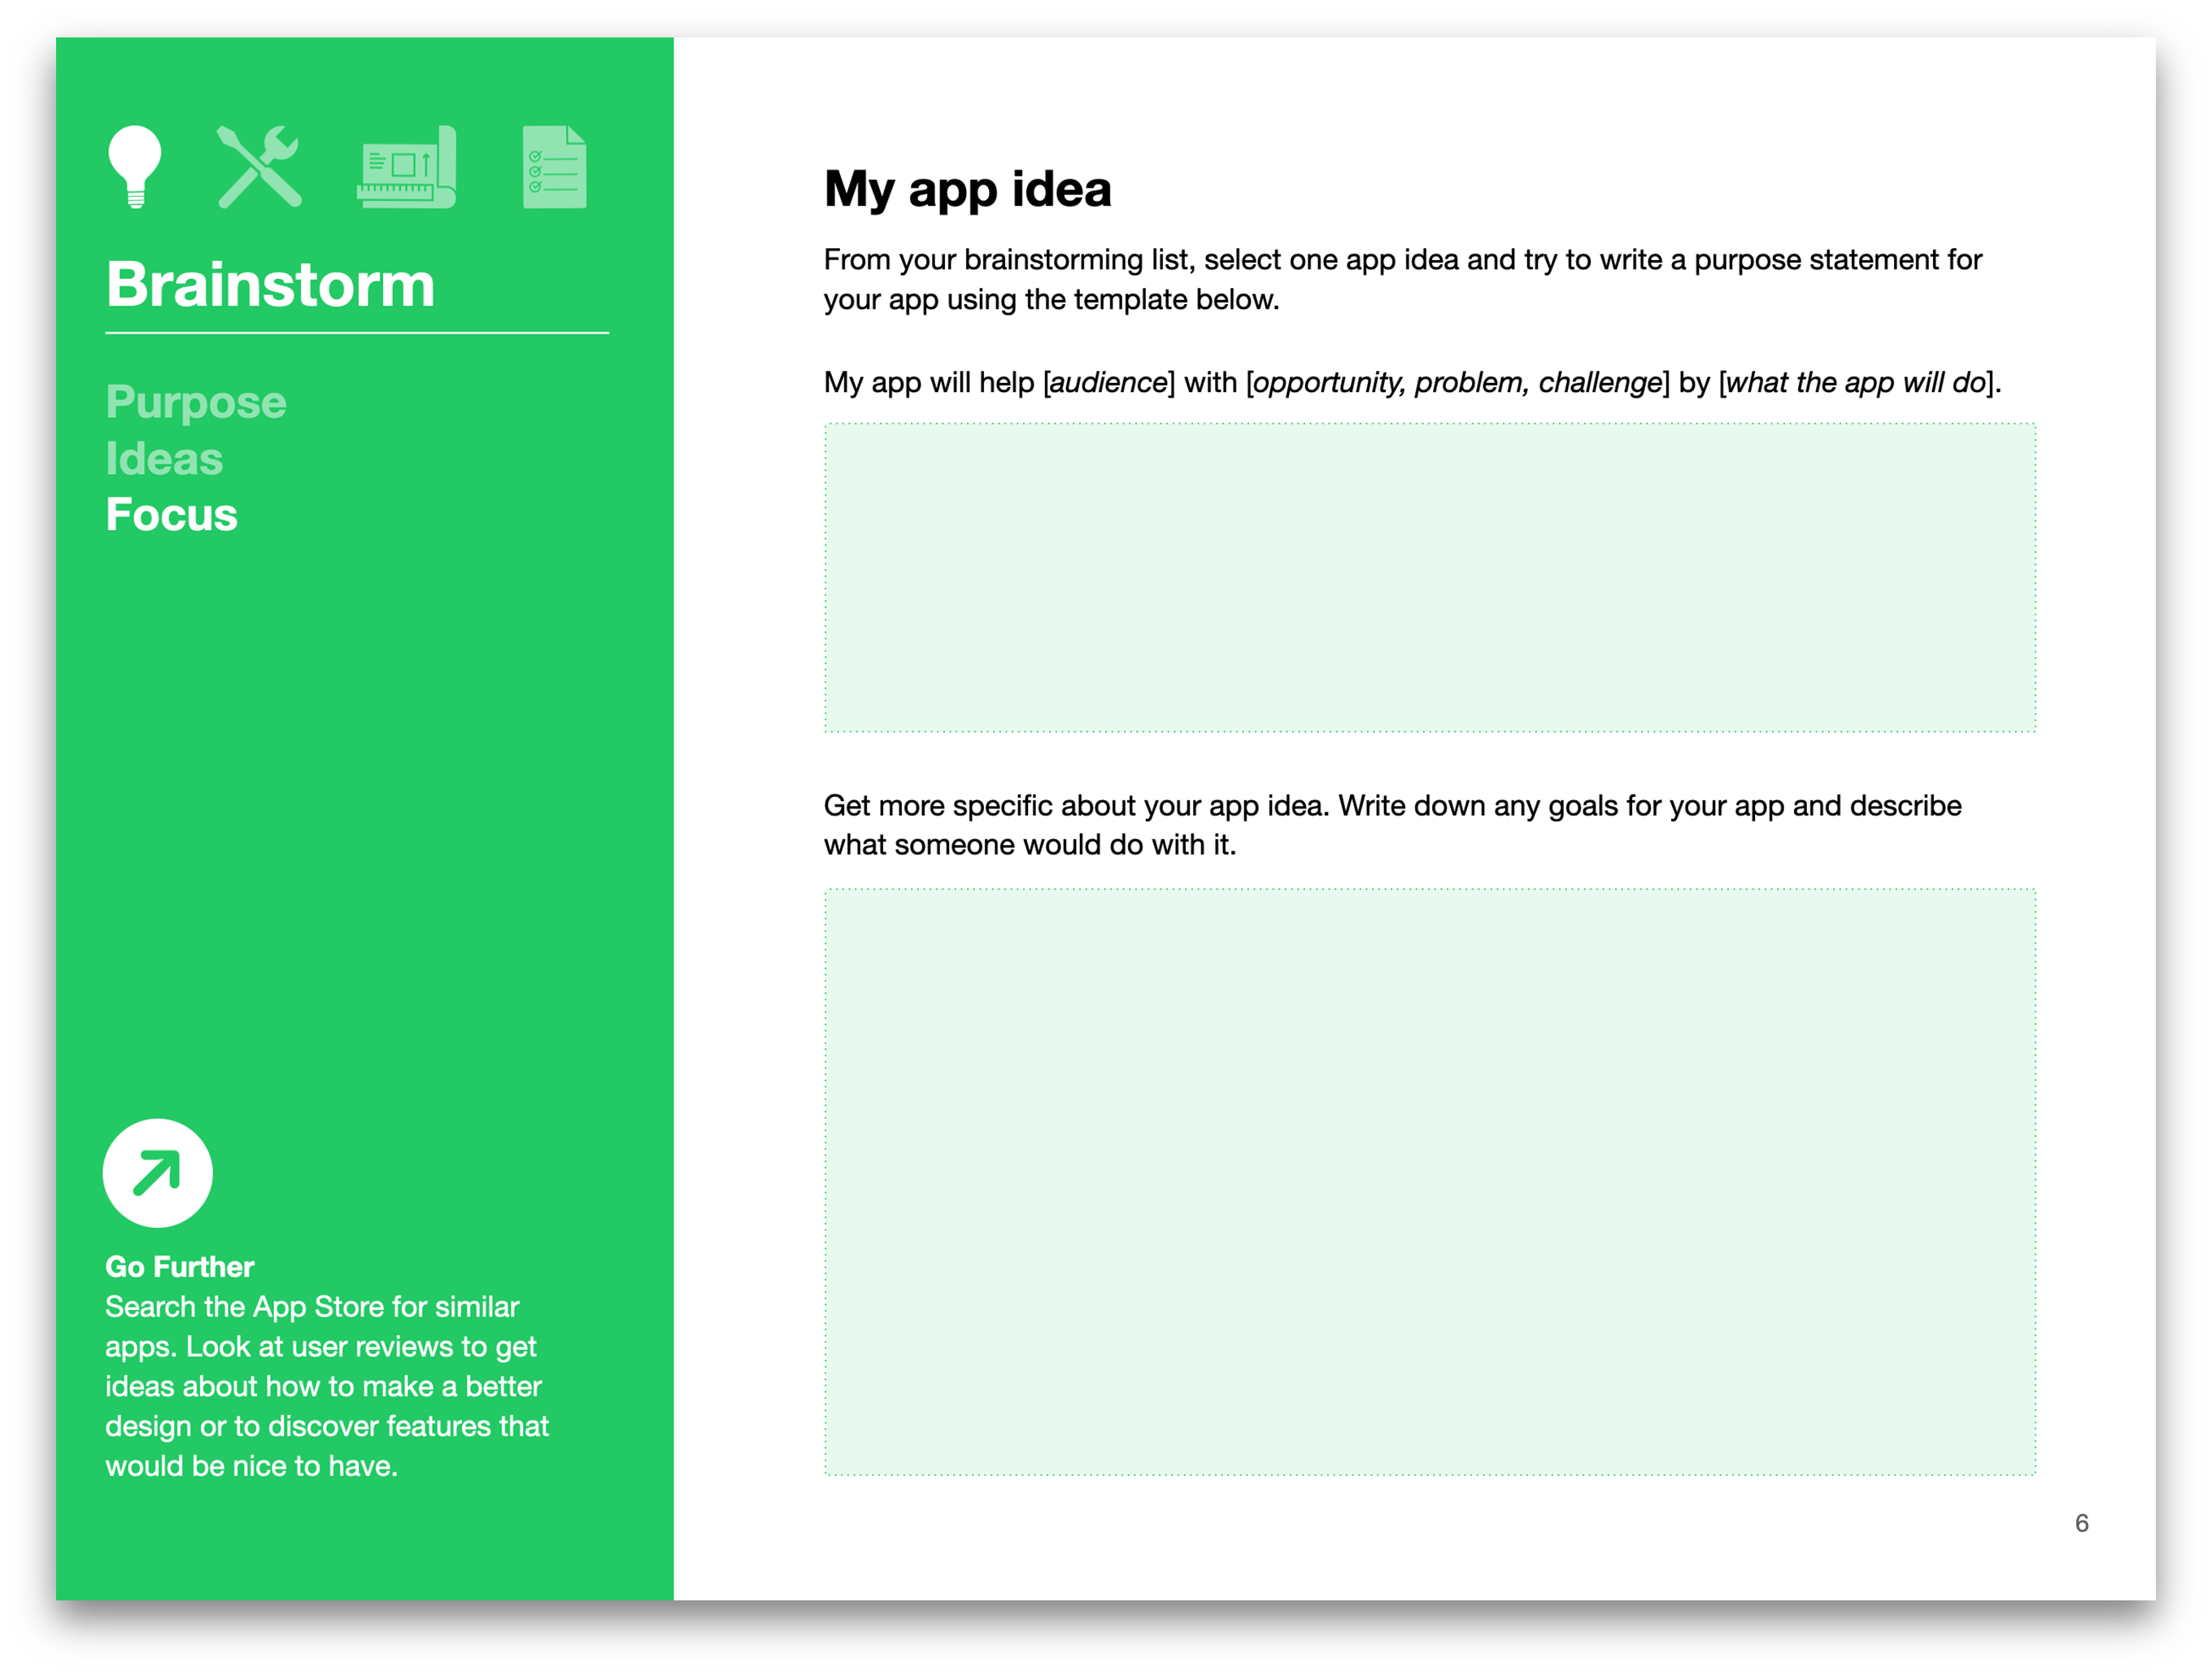 Brainstorm
Purpose
Ideas
Focus
Go Further
Search the App Store for similar
apps. Look at user reviews to get
ideas about how to make a better
design or to discover features that
would be nice to have.
My app idea
From your brainstorming list, select one app idea and try to write a purpose statement for
your app using the template below.
My app will help [audience] with [opportunity, problem, challenge] by [what the app will do].
Get more specific about your app idea. Write down any goals for your app and describe
what someone would do with it.
6